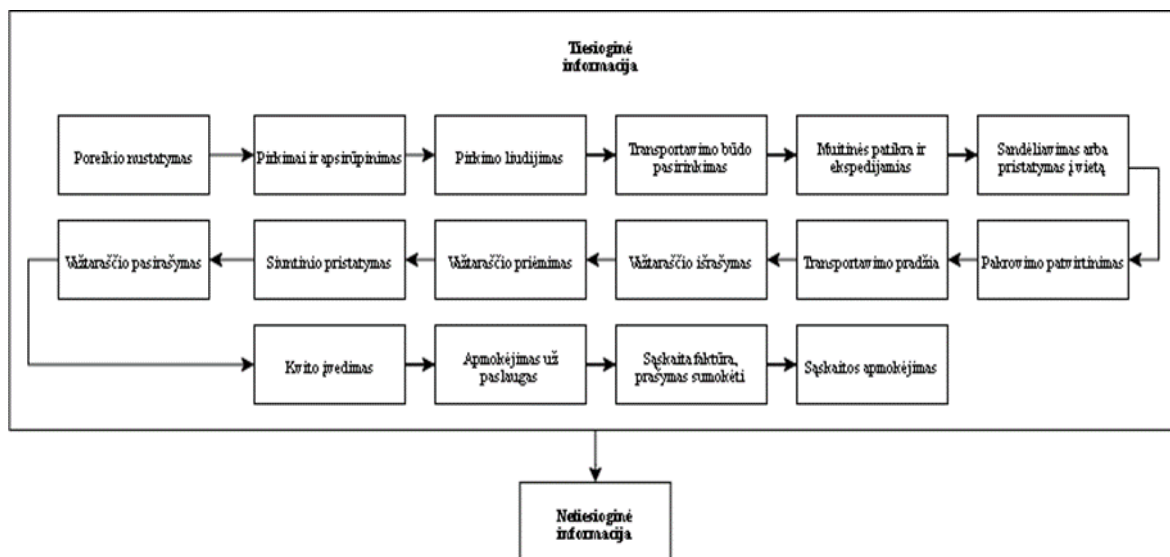 Tiesioginė
informacija
Poreikio nustatymas
Pirkimai ir apsirūpinimas
Pirkimo liudijimas
Transportavimo būdo
pasirinkimas
Muitinės patikra ir
ekspedijamias
Sandėliavimas arba
pristatymas į vietą
Pakrovimo patvirtinimas
Transportavimo pradžia
Važtaraščio išrašymas
Važtaraščio priėmimas
Siuntinio pristatymas
Važtaraščio pasirašymas
Kvito įvedimas
Apmokėjimas už
paslaugas
Sąskaita faktūra,
prašymas sumokėti
Sąskaitos apmokėjimas
Netiesioginė
informacija